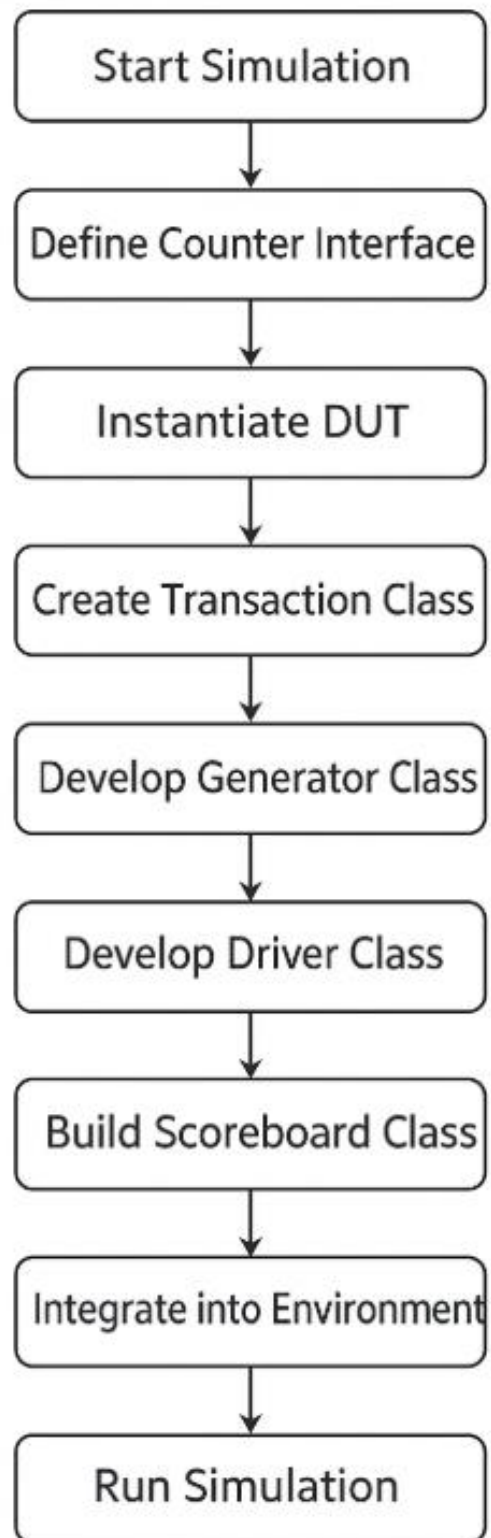 Start Simulation
Define Counter Interface
Instantiate DUT
Create Transaction Class
Develop Generator Class
Develop Driver Class
Build Scoreboard Class
Integrate into Environment
Run Simulation